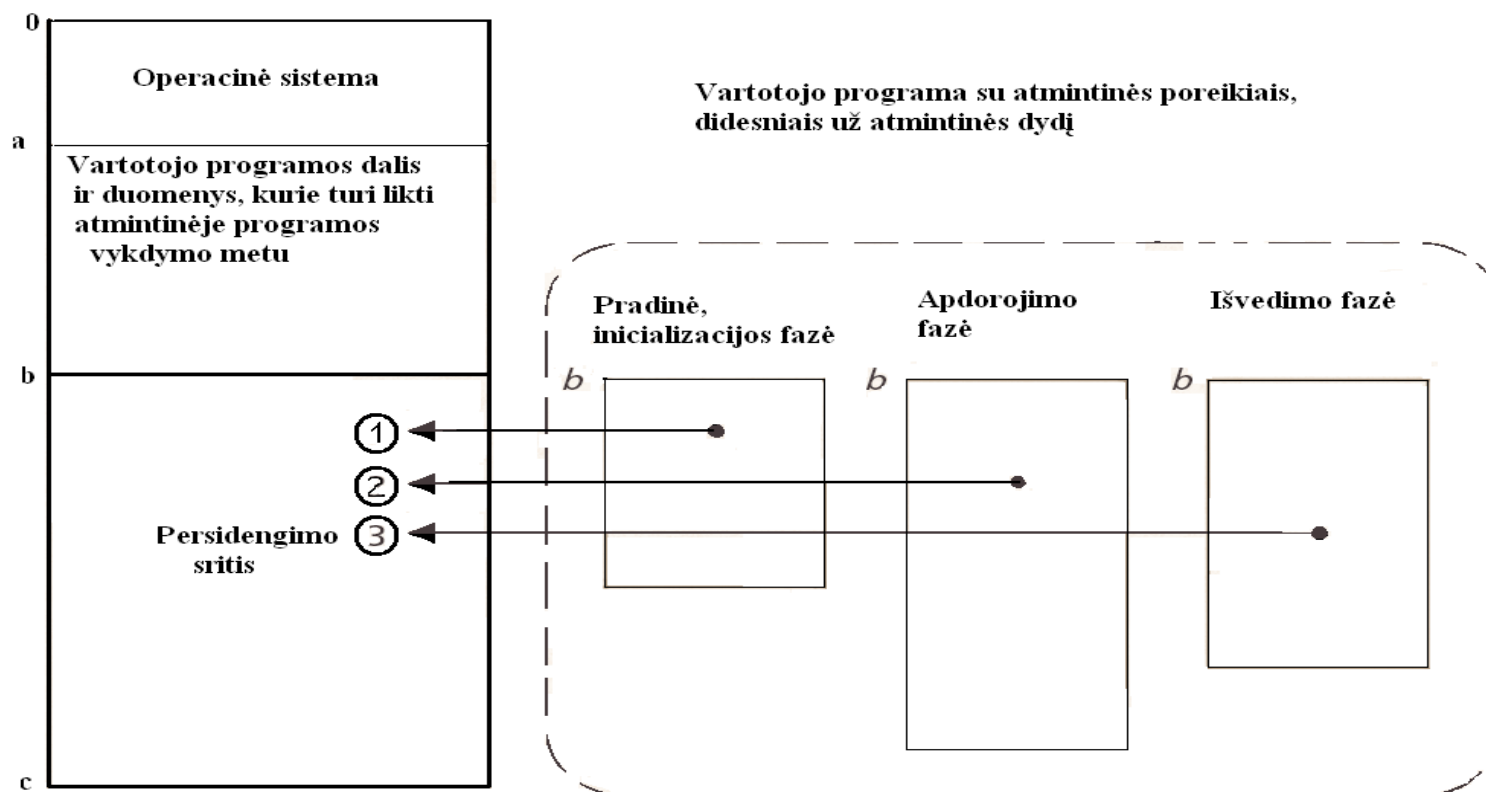 0
Operacinė sistema
a
Vartotojo programos dalis
ir duomenys, kurie turi likti
atmintinėje programos
vykdymo metu
b
1
2
3
Persidengimo
sritis
c
Vartotojo programa su atmintinės poreikiais,
didesniais už atmintinės dydį
Pradinė,
inicializacijos fazė
b
Apdorojimo
fazė
b
Išvedimo fazė
b